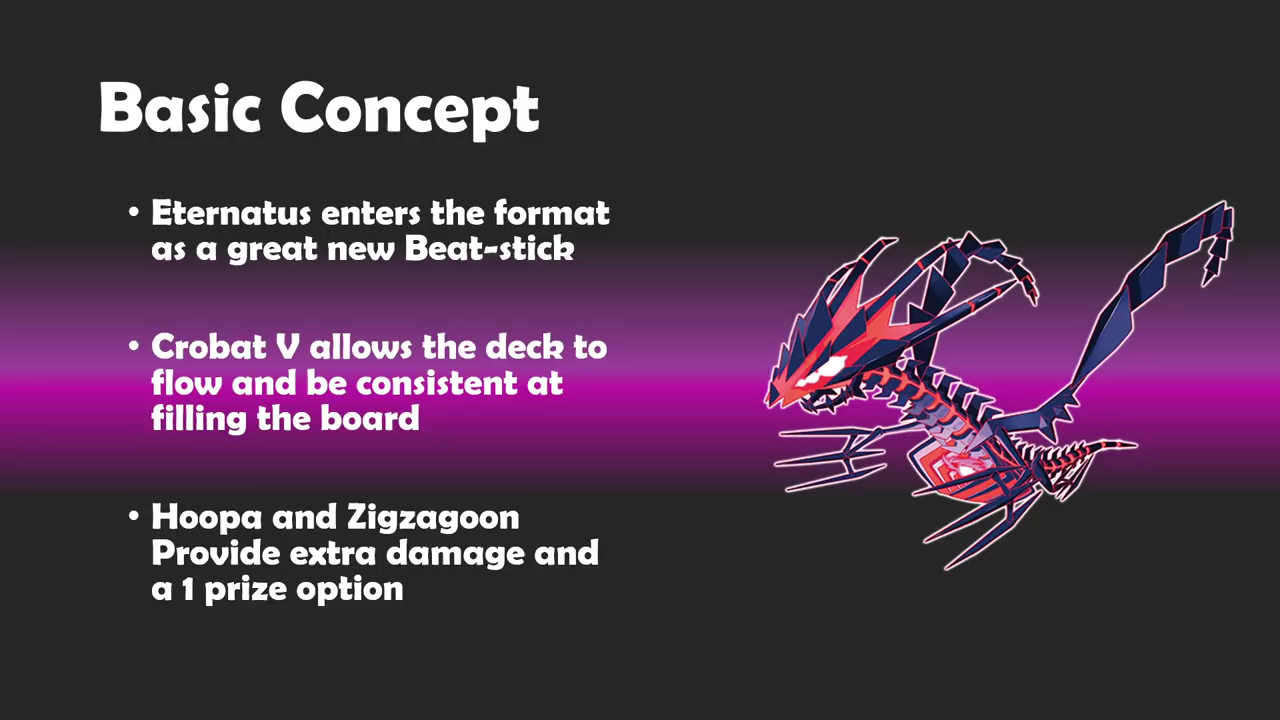 Basic Concept
• Eternatus enters the format
as a great new Beat-stick
• Crobat V allows the deck to
flow and be consistent at
filling the board
• Hoopa and Zigzagoon
Provide extra damage and
a 1 prize option